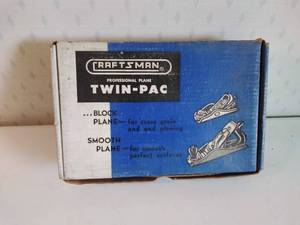 CRAFTSMAN
PROFESSIONAL PLANE
TWIN-PAC
...BLOCK
PLANE—for cross grain
and end planing
SMOOTH
PLANE—for smooth
perfect surfaces